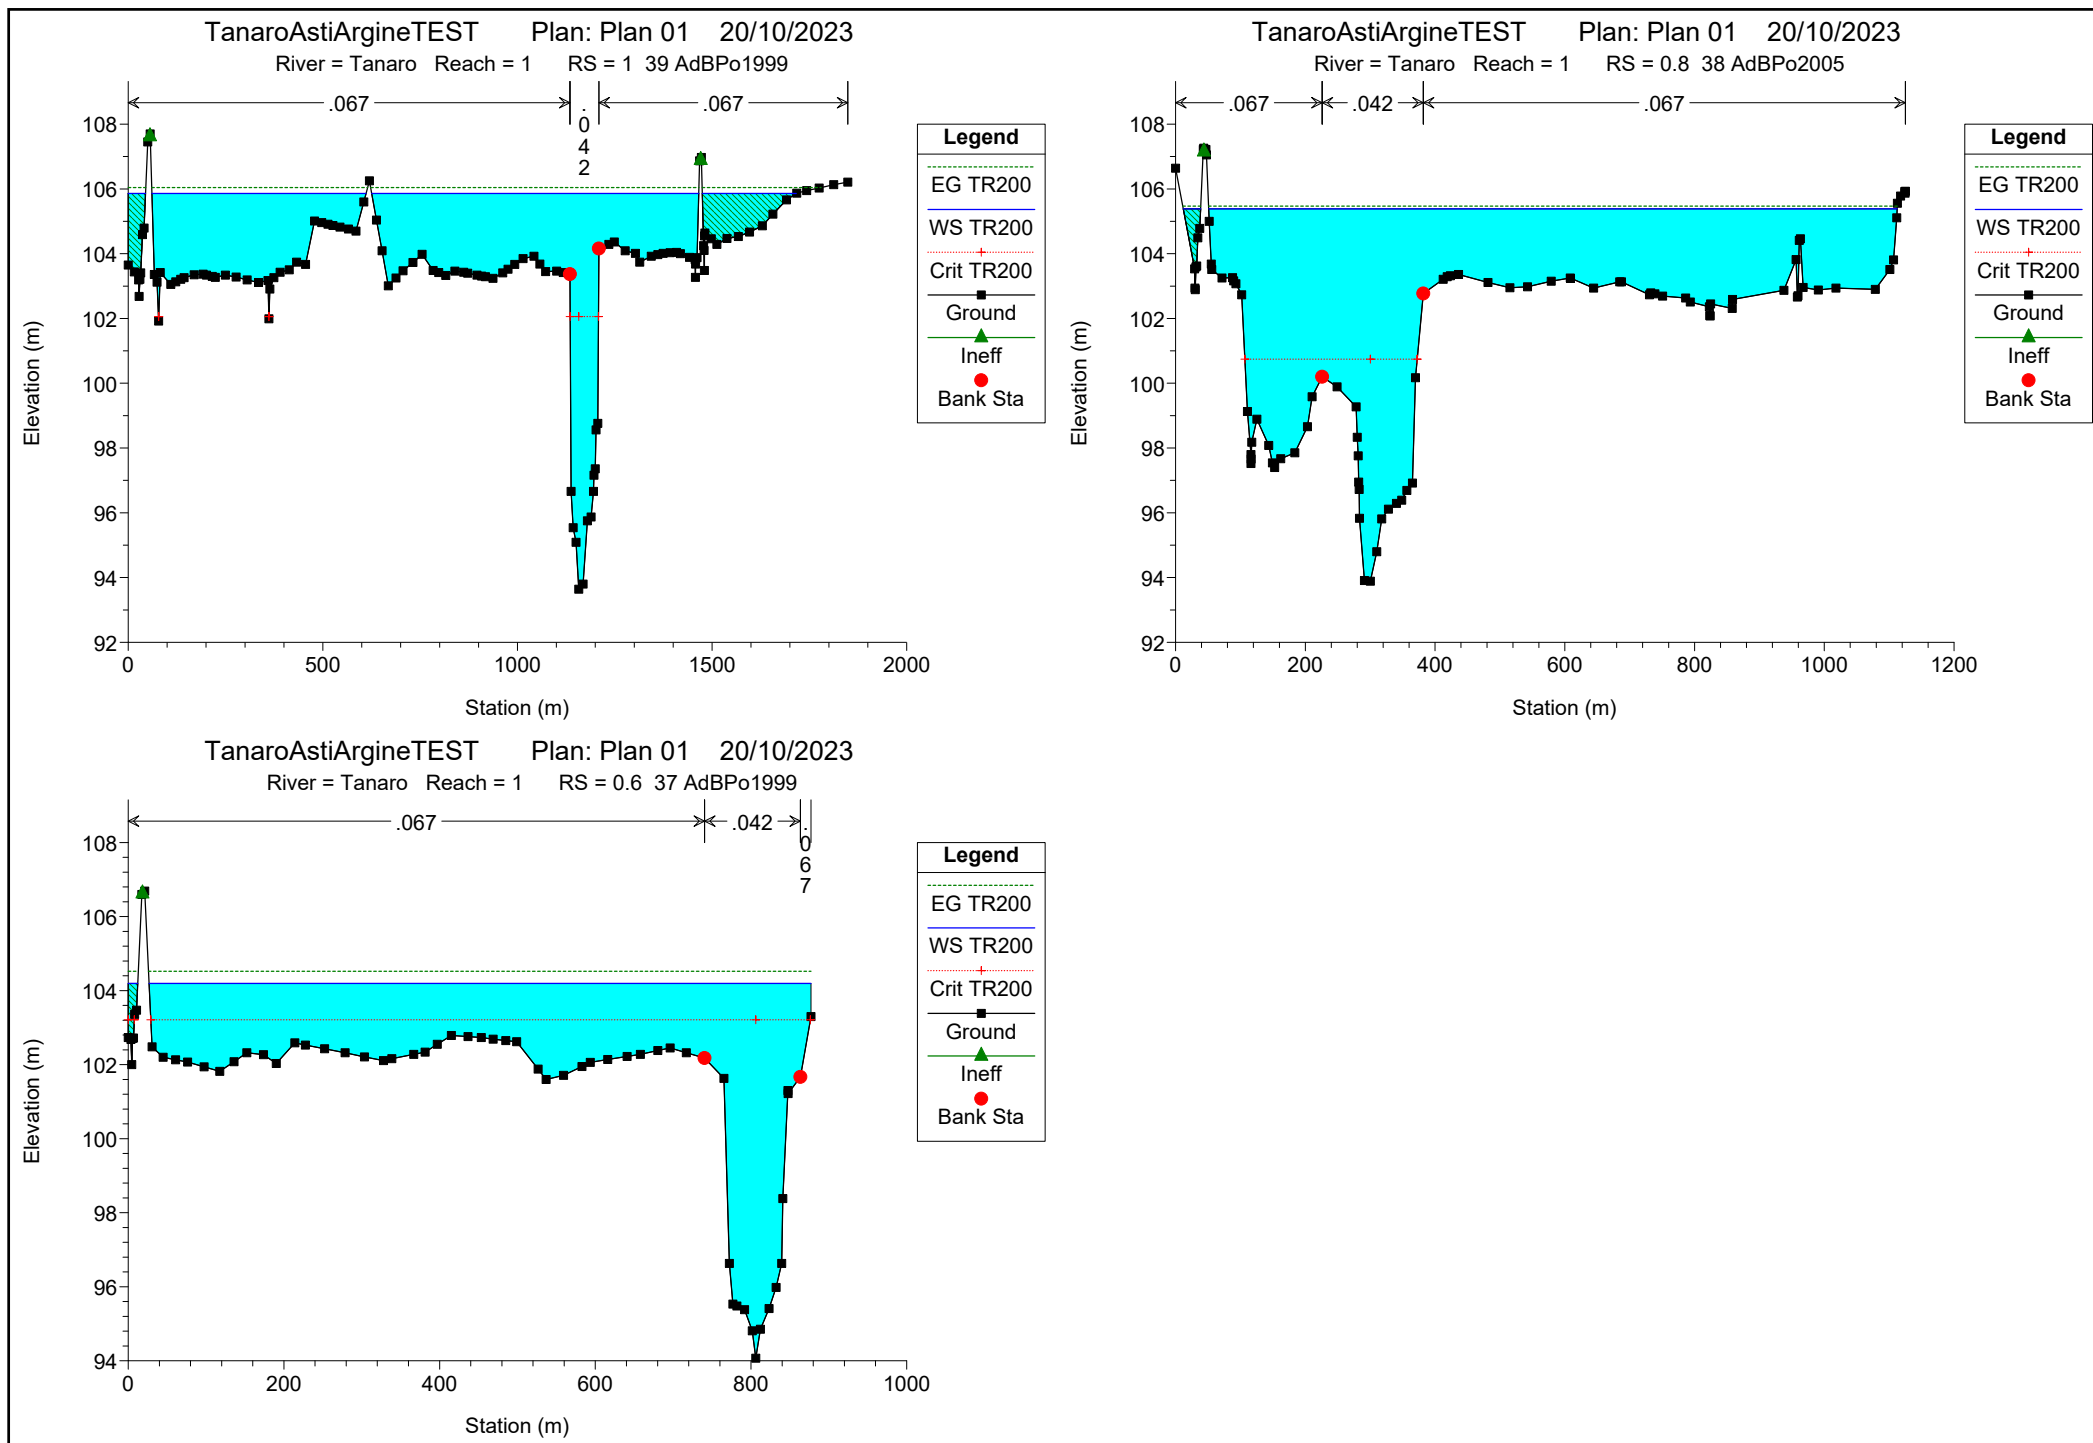 TanaroAstiArgineTEST Plan: Plan 01 20/10/2023
River = Tanaro Reach = 1 RS = 1 39 AdBPo1999
.067
.042
.067
108
106
104
102
100
98
96
94
92
0
500
1000
1500
2000
Elevation (m)
Station (m)
Legend
EG TR200
WS TR200
Crit TR200
Ground
Ineff
Bank Sta
TanaroAstiArgineTEST Plan: Plan 01 20/10/2023
River = Tanaro Reach = 1 RS = 0.8 38 AdBPo2005
.067
.042
.067
108
106
104
102
100
98
96
94
92
0
200
400
600
800
1000
1200
Elevation (m)
Station (m)
Legend
EG TR200
WS TR200
Crit TR200
Ground
Ineff
Bank Sta
TanaroAstiArgineTEST Plan: Plan 01 20/10/2023
River = Tanaro Reach = 1 RS = 0.6 37 AdBPo1999
.067
.042
.067
108
106
104
102
100
98
96
94
0
200
400
600
800
1000
Elevation (m)
Station (m)
Legend
EG TR200
WS TR200
Crit TR200
Ground
Ineff
Bank Sta